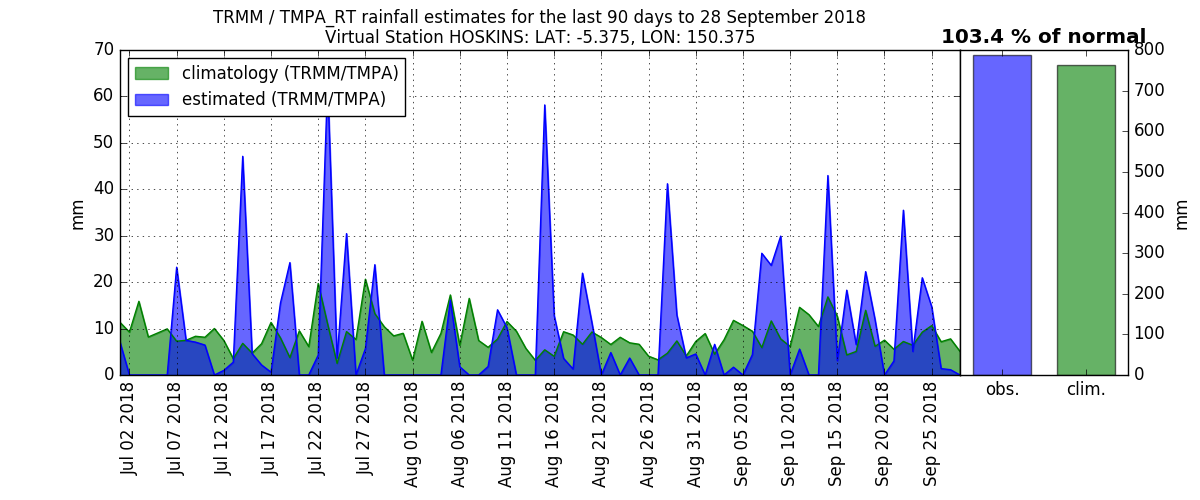 TRMM / TMPA_RT rainfall estimates for the last 90 days to 28 September 2018
Virtual Station HOSKINS: LAT: -5.375, LON: 150.375
103.4 % of normal
climatology (TRMM/TMPA)
estimated (TRMM/TMPA)
mm
70
60
50
40
30
20
10
0
Jul 02 2018
Jul 07 2018
Jul 12 2018
Jul 17 2018
Jul 22 2018
Jul 27 2018
Aug 01 2018
Aug 06 2018
Aug 11 2018
Aug 16 2018
Aug 21 2018
Aug 26 2018
Aug 31 2018
Sep 05 2018
Sep 10 2018
Sep 15 2018
Sep 20 2018
Sep 25 2018
obs.
clim.
800
700
600
500
400
300
200
100
0
mm